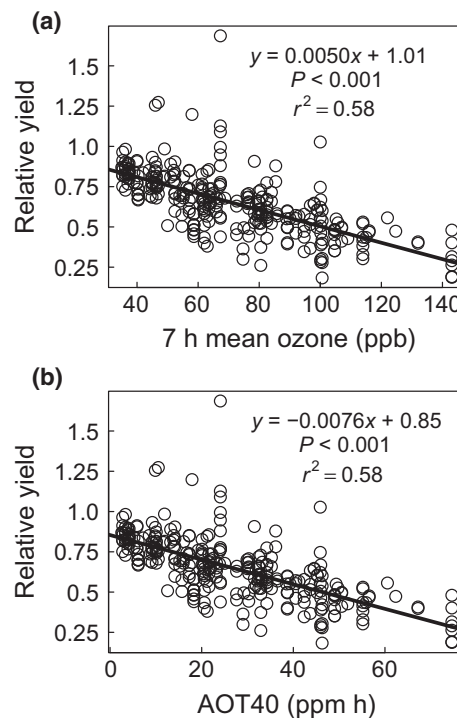 (a)
y = 0.0050x + 1.01
P < 0.001
r² = 0.58
Relative yield
1.5
1.25
1.0
0.75
0.5
0.25
40 60 80 100 120 140
7 h mean ozone (ppb)
(b)
y = −0.0076x + 0.85
P < 0.001
r² = 0.58
Relative yield
1.5
1.25
1.0
0.75
0.5
0.25
0 20 40 60
AOT40 (ppm h)